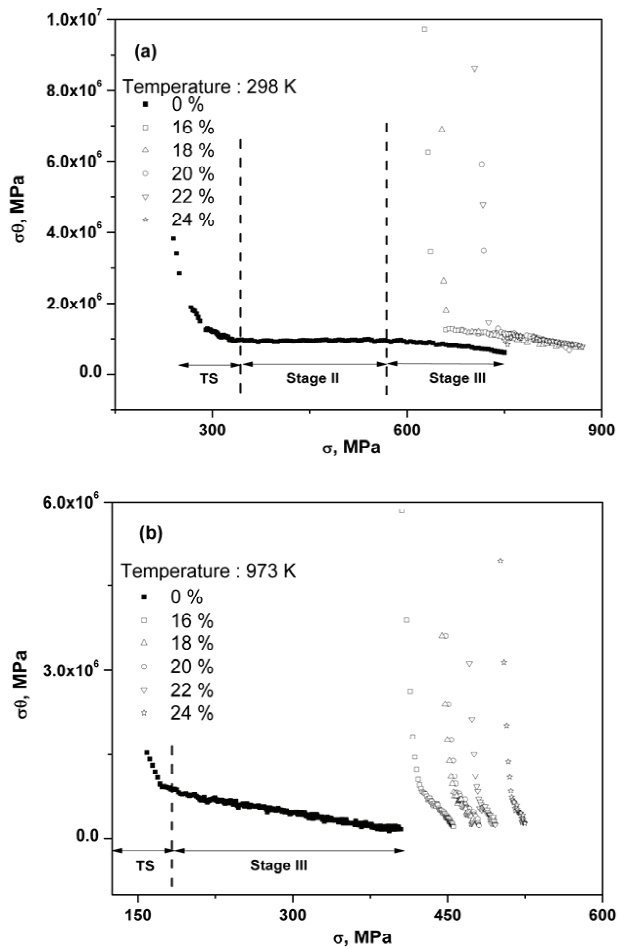 1.0x10⁷
(a)
Temperature : 298 K
8.0x10⁶
0 %
16 %
18 %
6.0x10⁶
20 %
22 %
24 %
σθ, MPa
4.0x10⁶
2.0x10⁶
0.0
TS
Stage II
Stage III
300
600
900
σ, MPa
6.0x10⁶
(b)
Temperature : 973 K
0 %
16 %
18 %
20 %
22 %
24 %
3.0x10⁶
σθ, MPa
0.0
TS
Stage III
150
300
450
600
σ, MPa